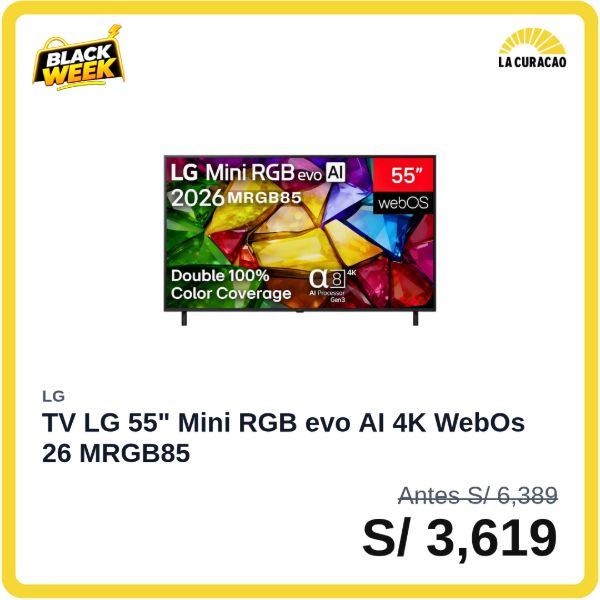 BLACK
WEEK
LA CURACAO
LG Mini RGB evo AI
55"
2026 MRGB85
webOS
Double 100%
Color Coverage
α 8 4K
AI Processor
Gen3
LG
TV LG 55" Mini RGB evo AI 4K WebOs
26 MRGB85
Antes S/ 6,389
S/ 3,619